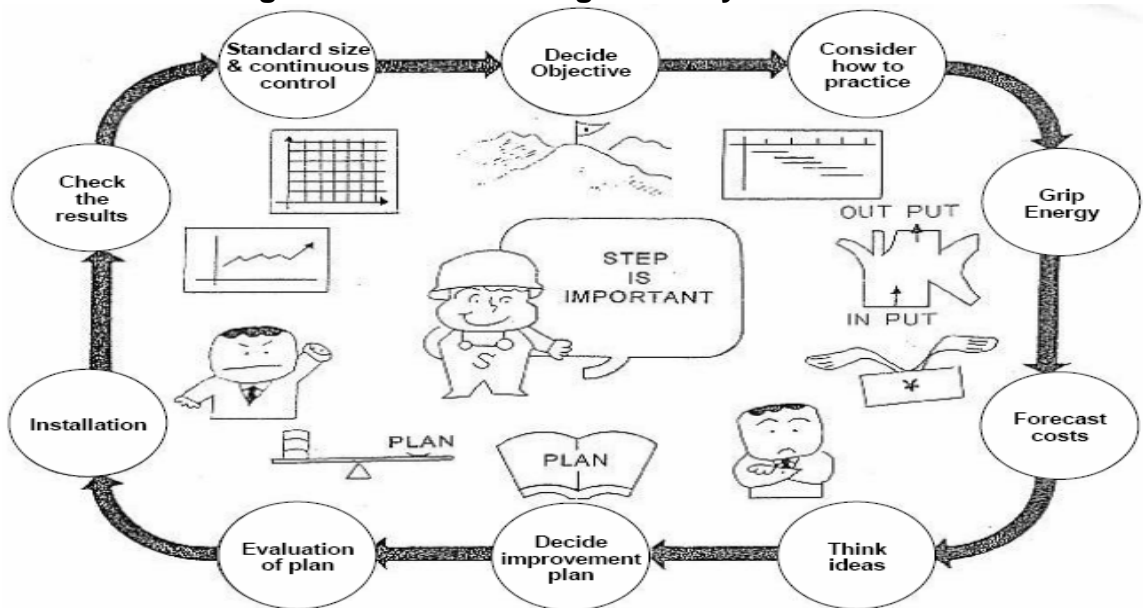 Standard size
& continuous
control
Decide
Objective
Consider
how to
practice
Check
the
results
Grip
Energy
OUT PUT
IN PUT
STEP
IS
IMPORTANT
S
¥
Installation
Forecast
costs
PLAN
PLAN
Evaluation
of plan
Decide
improvement
plan
Think
ideas